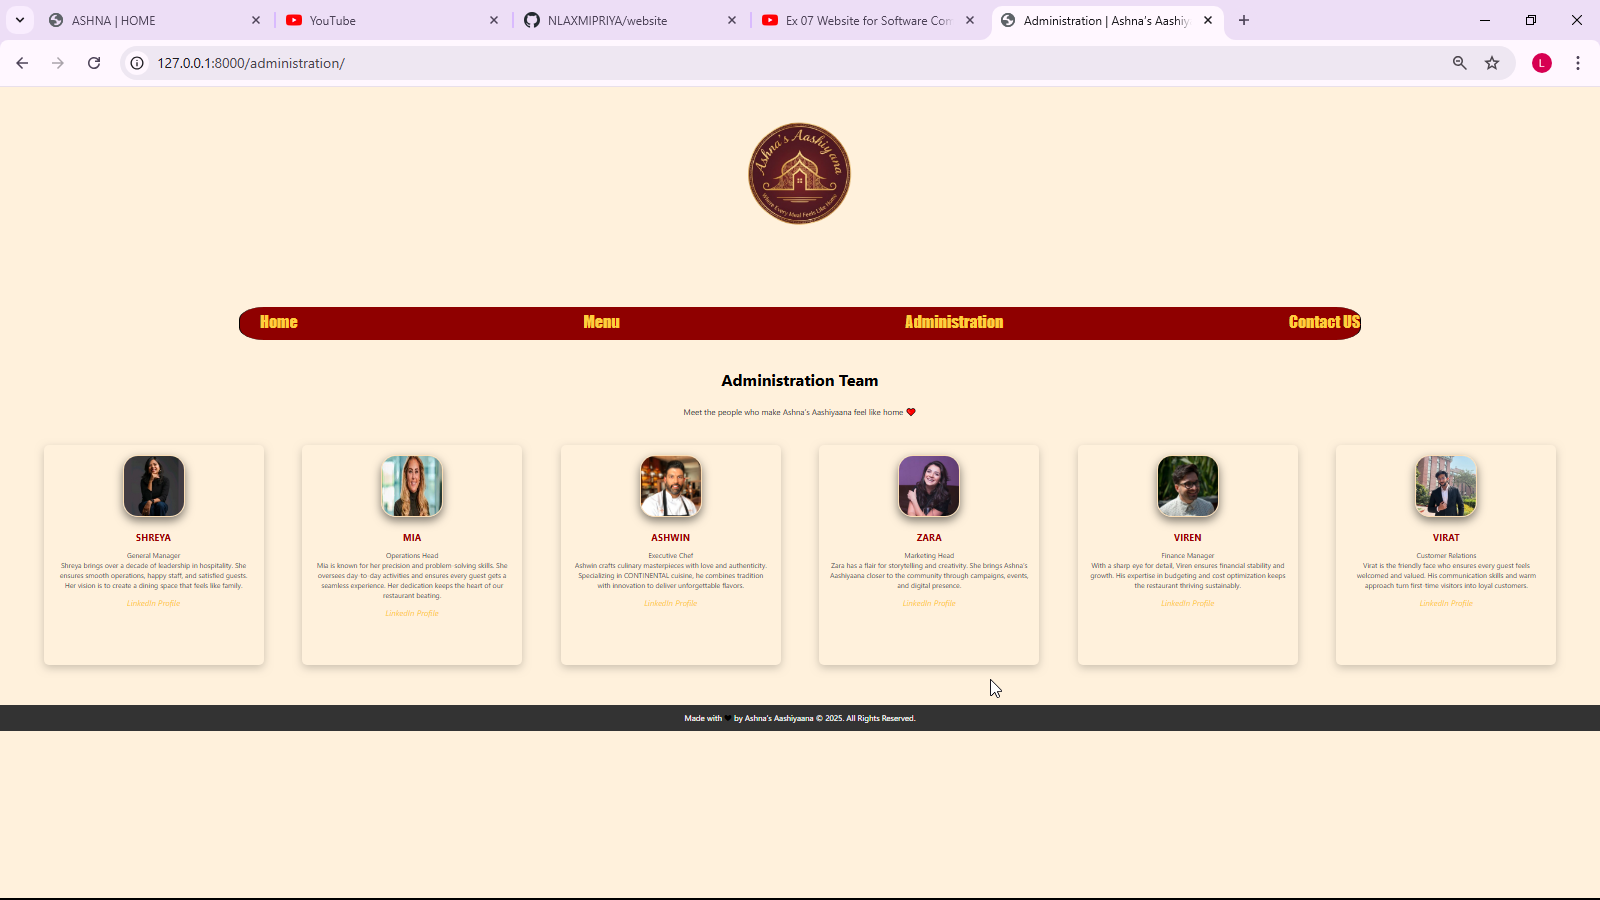 ASHNA | HOME
YouTube
NLAXMIPRIYA/website
Ex 07 Website for Software Con
Administration | Ashna's Aashiy
127.0.0.1:8000/administration/
L
Ashna's Aashiyana
Where Every Meal Feels Like Home
Home Menu Administration Contact US
Administration Team
Meet the people who make Ashna's Aashiyaana feel like home ❤
SHREYA
General Manager
Shreya brings over a decade of leadership in hospitality. She
ensures smooth operations, happy staff, and satisfied guests.
Her vision is to create a dining space that feels like family.
LinkedIn Profile
MIA
Operations Head
Mia is known for her precision and problem-solving skills. She
oversees day-to-day activities and ensures every guest gets a
seamless experience. Her dedication keeps the heart of our
restaurant beating.
LinkedIn Profile
ASHWIN
Executive Chef
Ashwin crafts culinary masterpieces with love and authenticity.
Specializing in CONTINENTAL cuisine, he combines tradition
with innovation to deliver unforgettable flavors.
LinkedIn Profile
ZARA
Marketing Head
Zara has a flair for storytelling and creativity. She brings Ashna's
Aashiyaana closer to the community through campaigns, events,
and digital presence.
LinkedIn Profile
VIREN
Finance Manager
With a sharp eye for detail, Viren ensures financial stability and
growth. His expertise in budgeting and cost optimization keeps
the restaurant thriving sustainably.
LinkedIn Profile
VIRAT
Customer Relations
Virat is the friendly face who ensures every guest feels
welcomed and valued. His communication skills and warm
approach turn first-time visitors into loyal customers.
LinkedIn Profile
Made with ❤ by Ashna's Aashiyaana © 2025. All Rights Reserved.